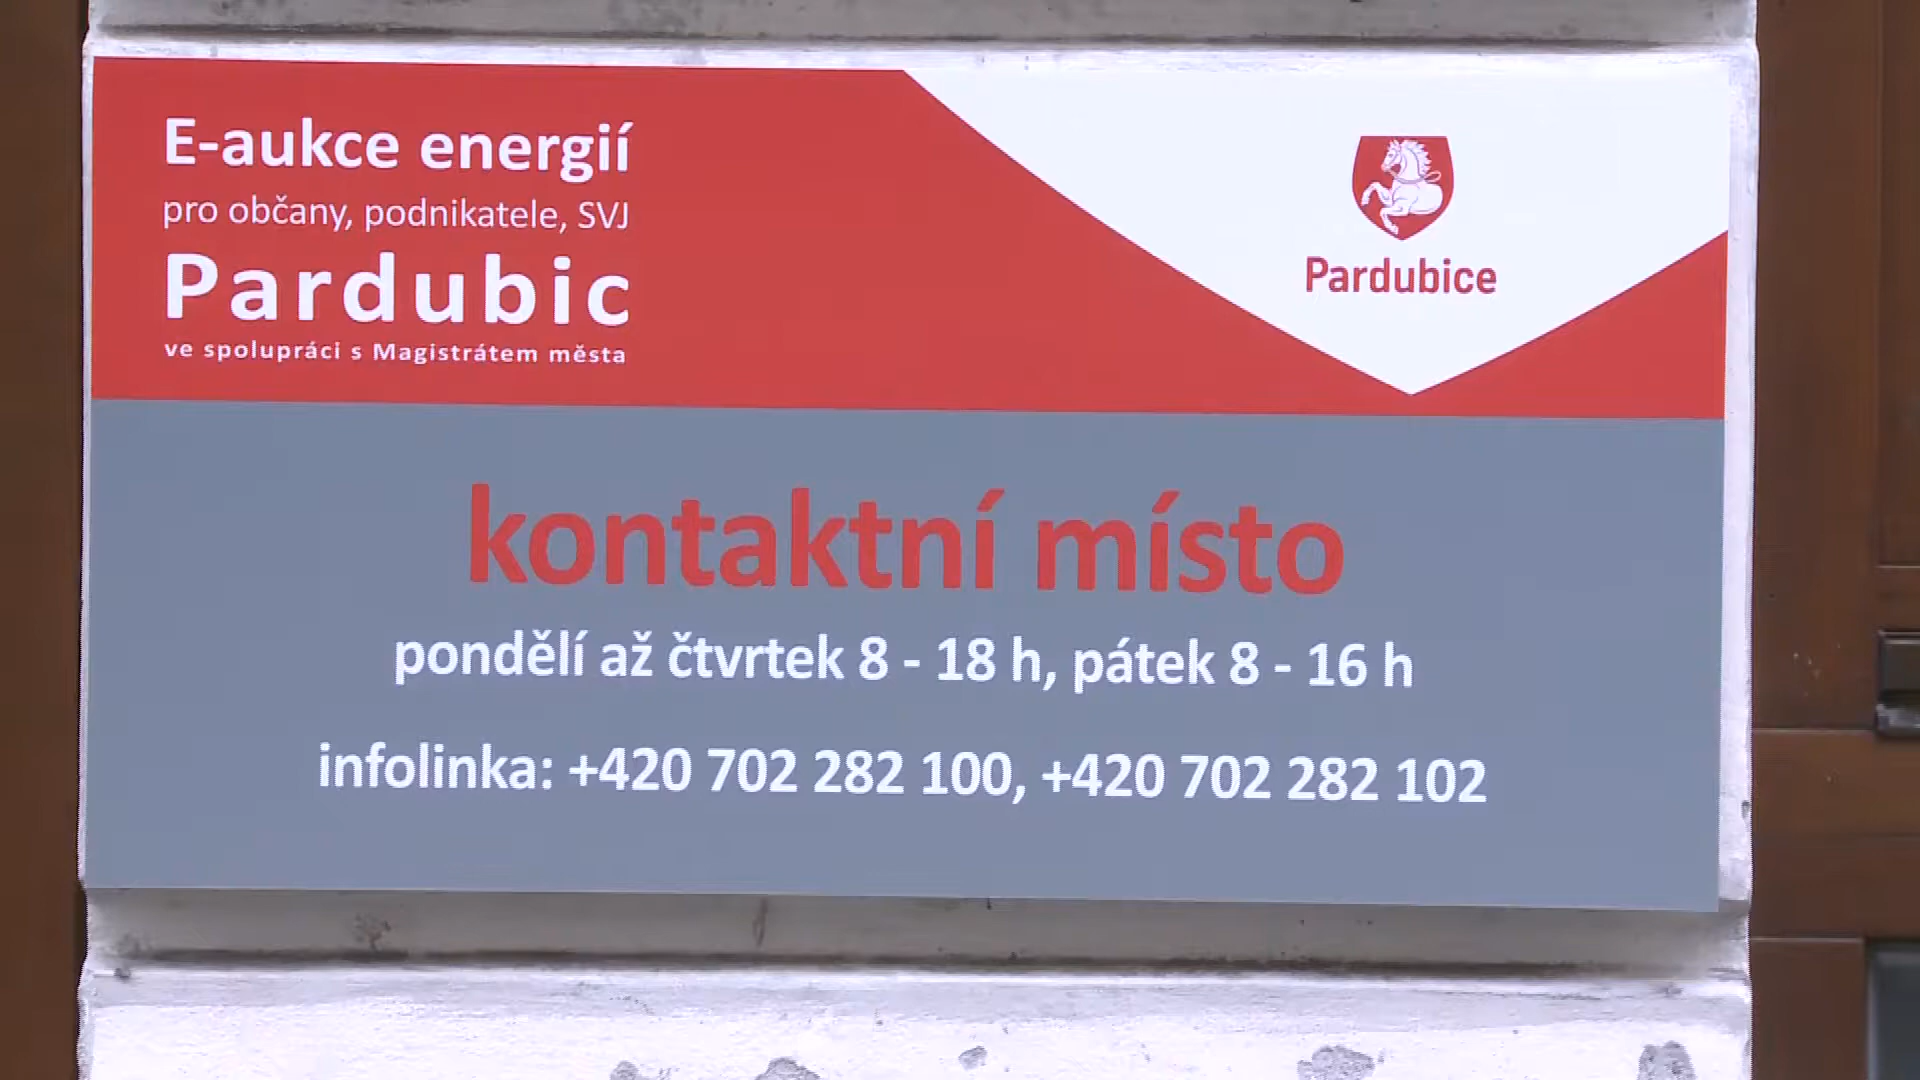 E-aukce energií
pro občany, podnikatele, SVJ
Pardubic
ve spolupráci s Magistrátem města
Pardubice
kontaktní místo
pondělí až čtvrtek 8 - 18 h, pátek 8 - 16 h
infolinka: +420 702 282 100, +420 702 282 102